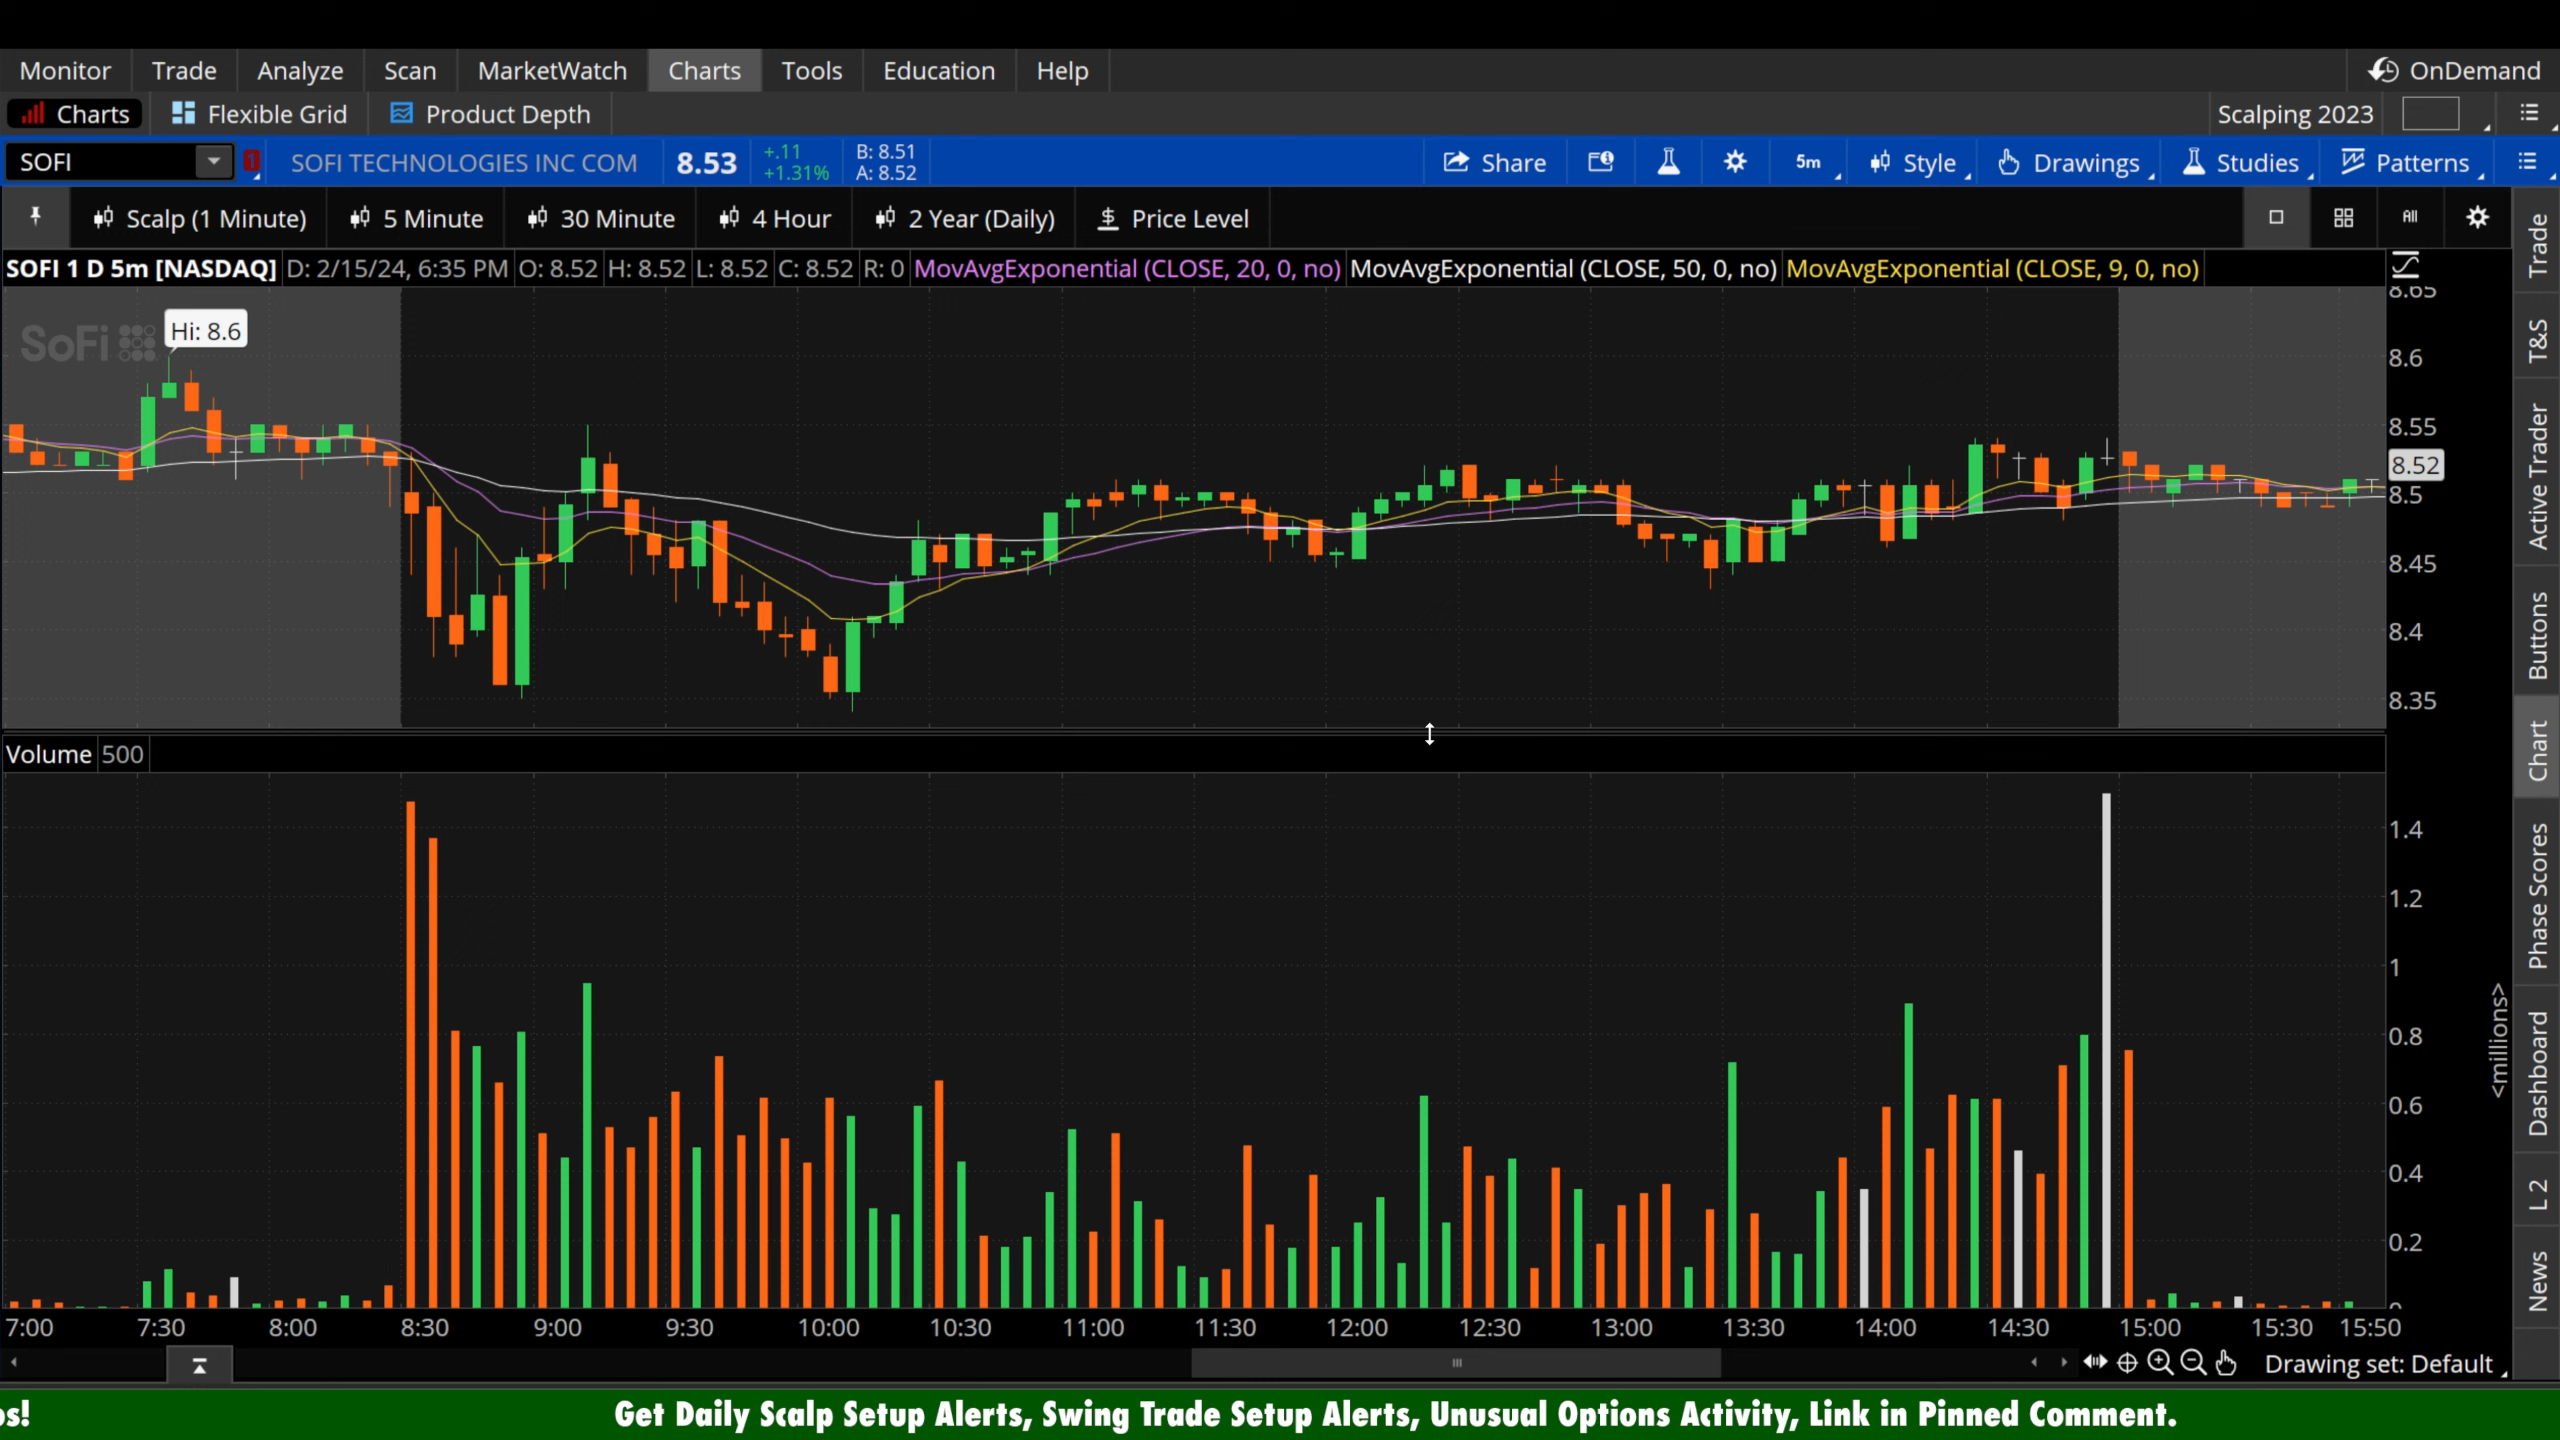 Monitor Trade Analyze Scan MarketWatch Charts Tools Education Help OnDemand
Charts Flexible Grid Product Depth Scalping 2023
SOFI 1 SOFI TECHNOLOGIES INC COM 8.53 +.11 +1.31% B: 8.51 A: 8.52 Share 5m Style Drawings Studies Patterns
Scalp (1 Minute) 5 Minute 30 Minute 4 Hour 2 Year (Daily) Price Level All
SOFI 1 D 5m [NASDAQ] D: 2/15/24, 6:35 PM O: 8.52 H: 8.52 L: 8.52 C: 8.52 R: 0 MovAvgExponential (CLOSE, 20, 0, no) MovAvgExponential (CLOSE, 50, 0, no) MovAvgExponential (CLOSE, 9, 0, no)
8.65
SoFi Hi: 8.6
8.6
8.55
8.52
8.5
8.45
8.4
8.35
Volume 500
1.4
1.2
1
0.8
0.6
0.4
0.2
0
<millions>
7:00 7:30 8:00 8:30 9:00 9:30 10:00 10:30 11:00 11:30 12:00 12:30 13:00 13:30 14:00 14:30 15:00 15:30 15:50
Drawing set: Default
Trade
T&S
Active Trader
Buttons
Chart
Phase Scores
Dashboard
L 2
News
os! Get Daily Scalp Setup Alerts, Swing Trade Setup Alerts, Unusual Options Activity, Link in Pinned Comment.